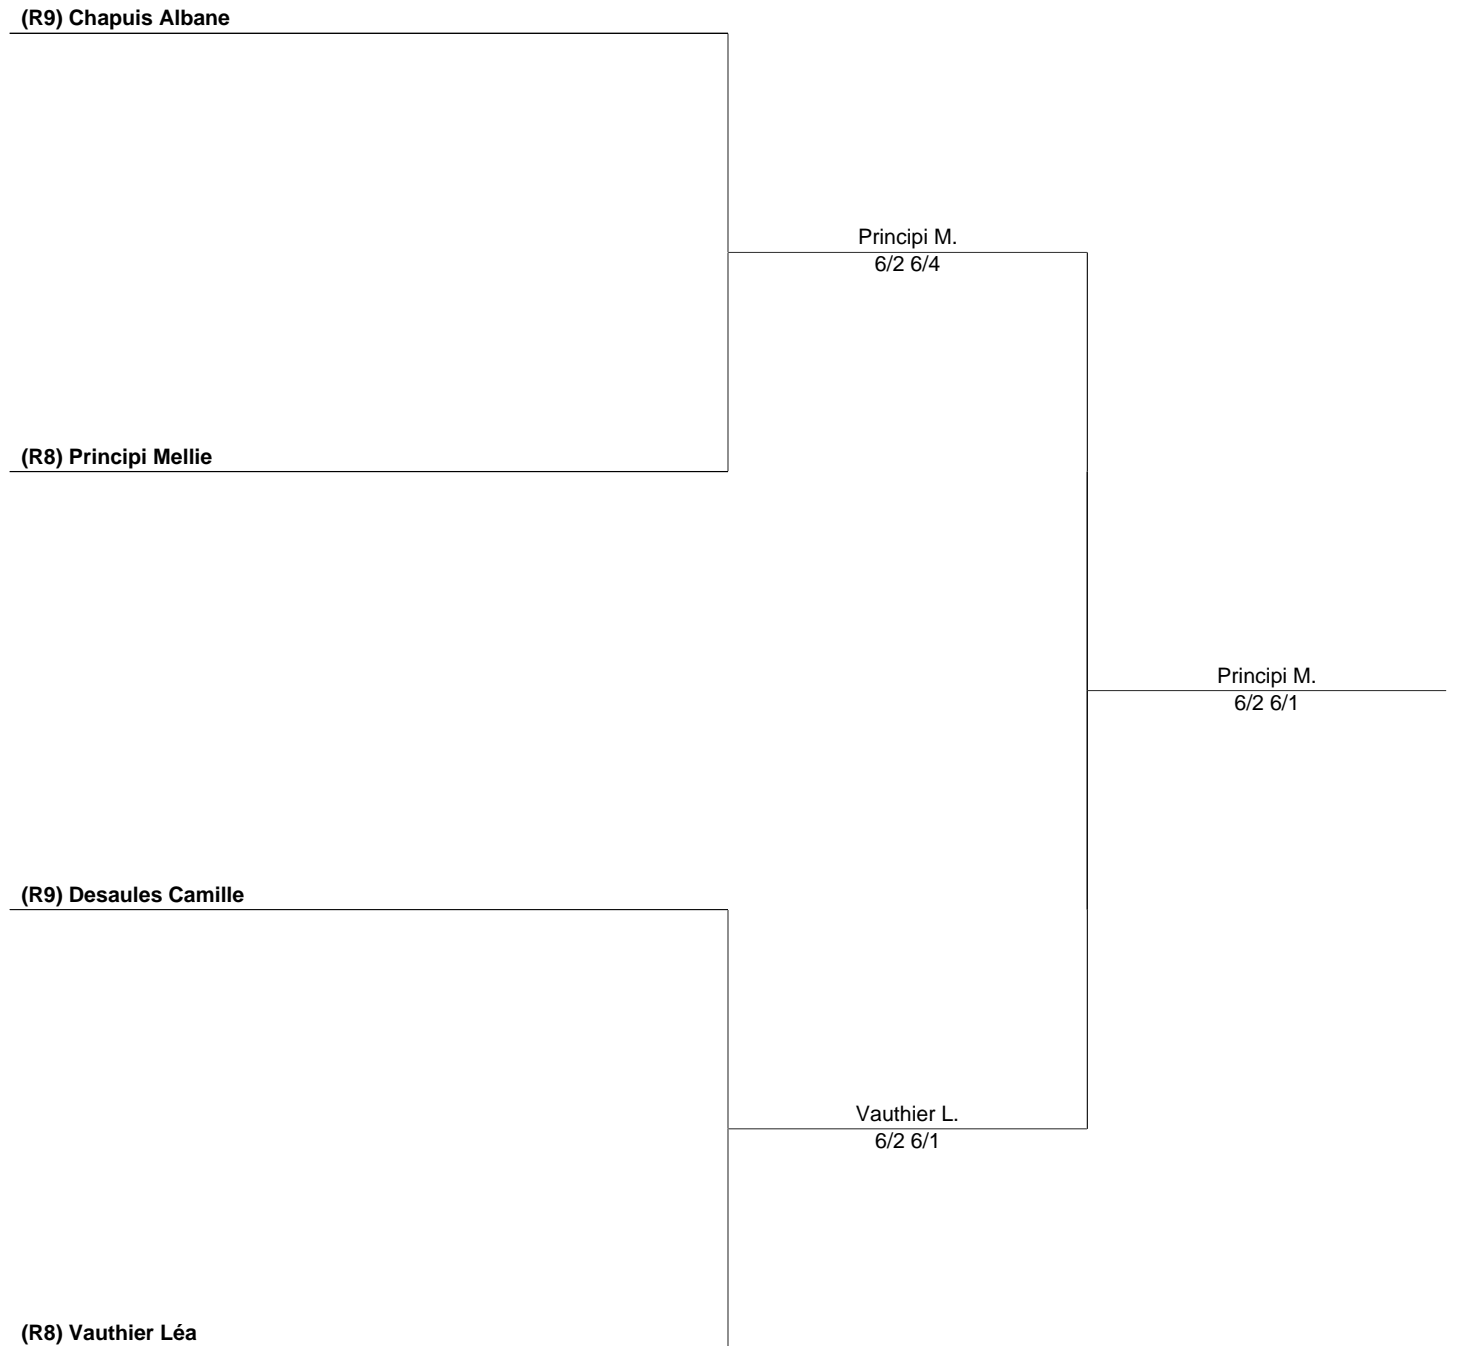 (R9) Chapuis Albane
Principi M.
6/2 6/4
(R8) Principi Mellie
Principi M.
6/2 6/1
(R9) Desaules Camille
Vauthier L.
6/2 6/1
(R8) Vauthier Léa